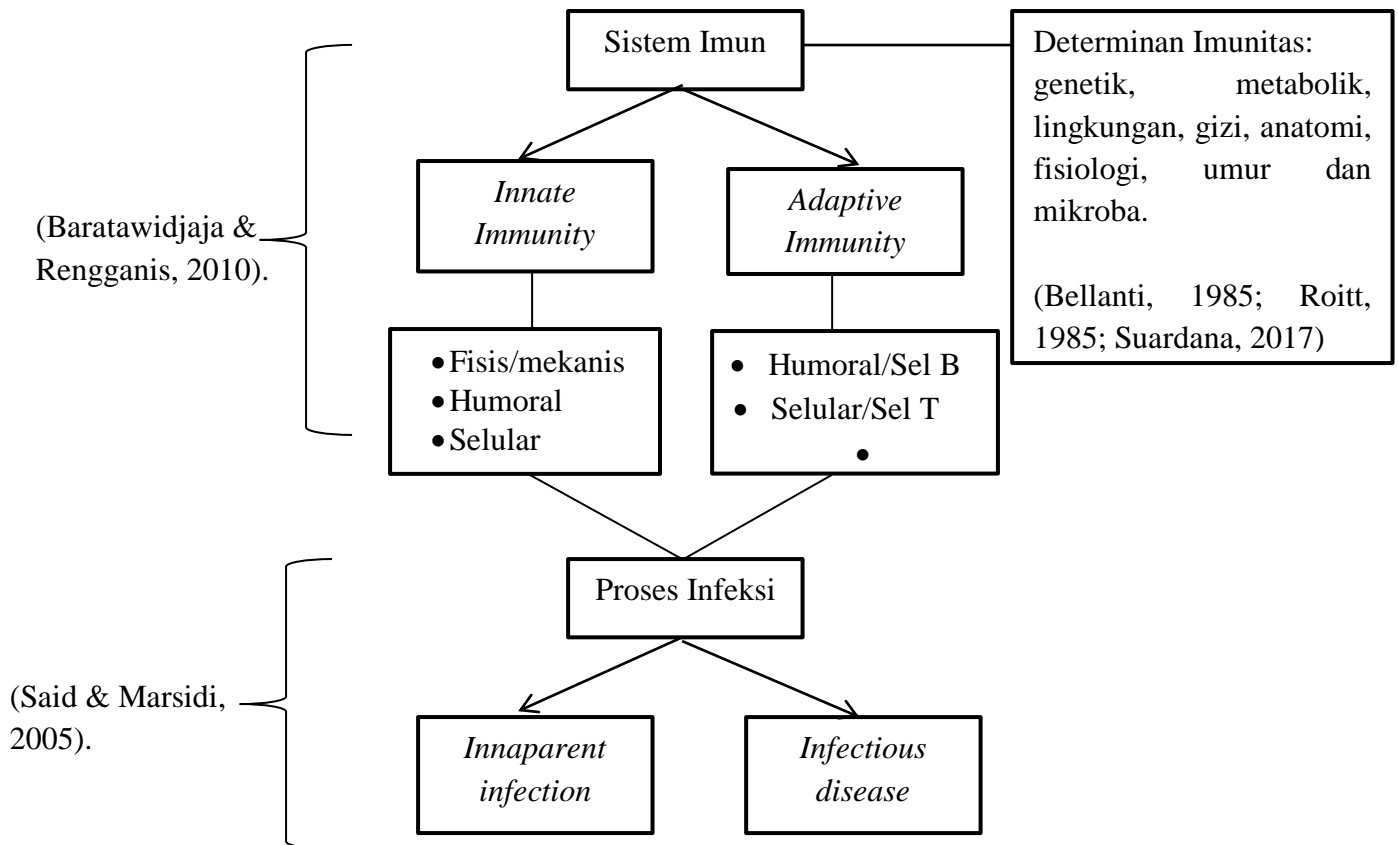 Sistem Imun
Determinan Imunitas:
genetik, metabolik,
lingkungan, gizi, anatomi,
fisiologi, umur dan
mikroba.
(Bellanti, 1985; Roitt,
1985; Suardana, 2017)
Innate
Immunity
Adaptive
Immunity
(Baratawidjaja &
Rengganis, 2010).
•Fisis/mekanis
•Humoral
•Selular
• Humoral/Sel B
• Selular/Sel T
•
Proses Infeksi
(Said & Marsidi,
2005).
Innaparent
infection
Infectious
disease